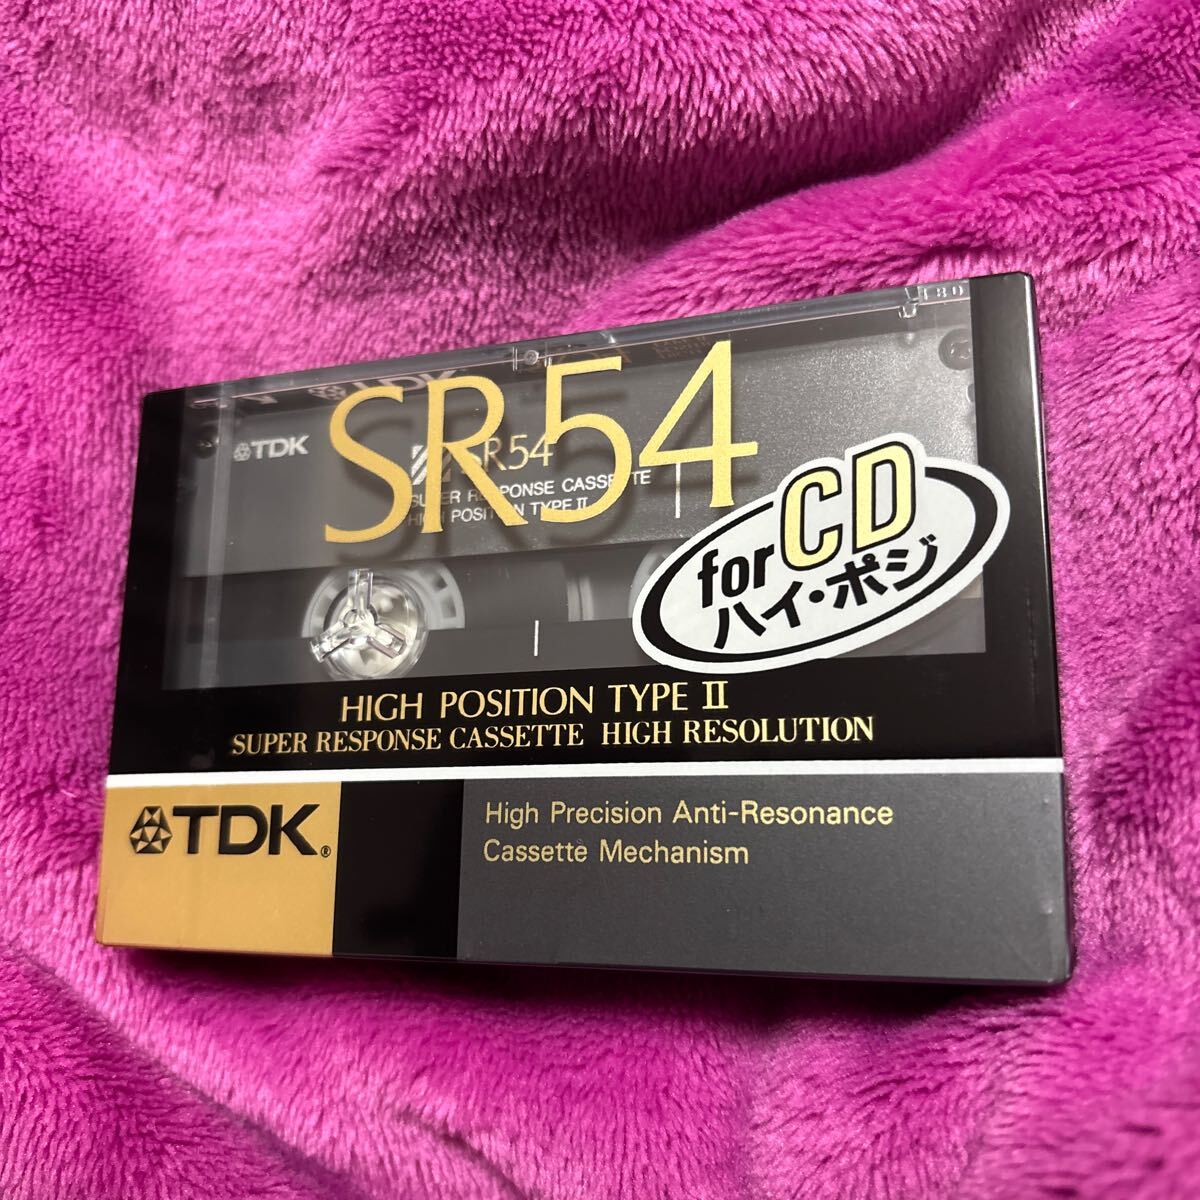 SR54
TDK
SR54
SUPER RESPONSE CASSETTE
HIGH POSITION TYPE II
for CD
ハイ・ポジ
HIGH POSITION TYPE II
SUPER RESPONSE CASSETTE HIGH RESOLUTION
TDK®
High Precision Anti-Resonance
Cassette Mechanism